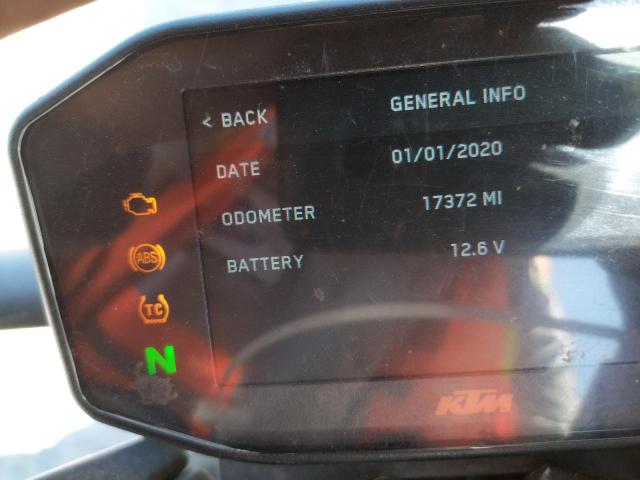 < BACK GENERAL INFO
DATE 01/01/2020
ODOMETER 17372 MI
BATTERY 12.6 V
ABS
TC
N
KTM